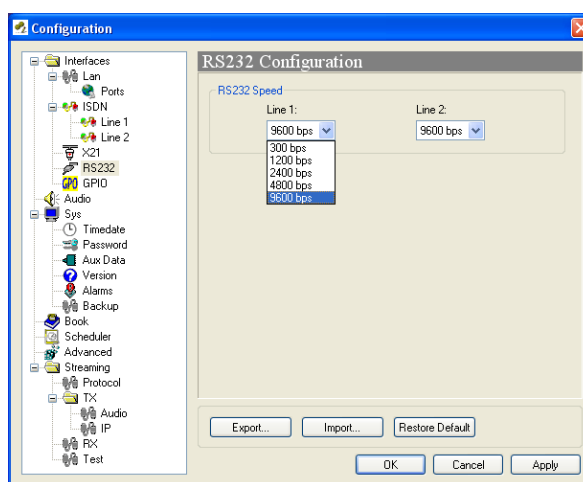 Configuration
Interfaces
Lan
Ports
ISDN
Line 1
Line 2
X21
RS232
GPO GPIO
Audio
Sys
Timedate
Password
Aux Data
Version
Alarms
Backup
Book
Scheduler
Advanced
Streaming
Protocol
TX
Audio
IP
RX
Test
RS232 Configuration
RS232 Speed
Line 1: Line 2:
9600 bps 9600 bps
300 bps
1200 bps
2400 bps
4800 bps
9600 bps
Export... Import... Restore Default
OK Cancel Apply